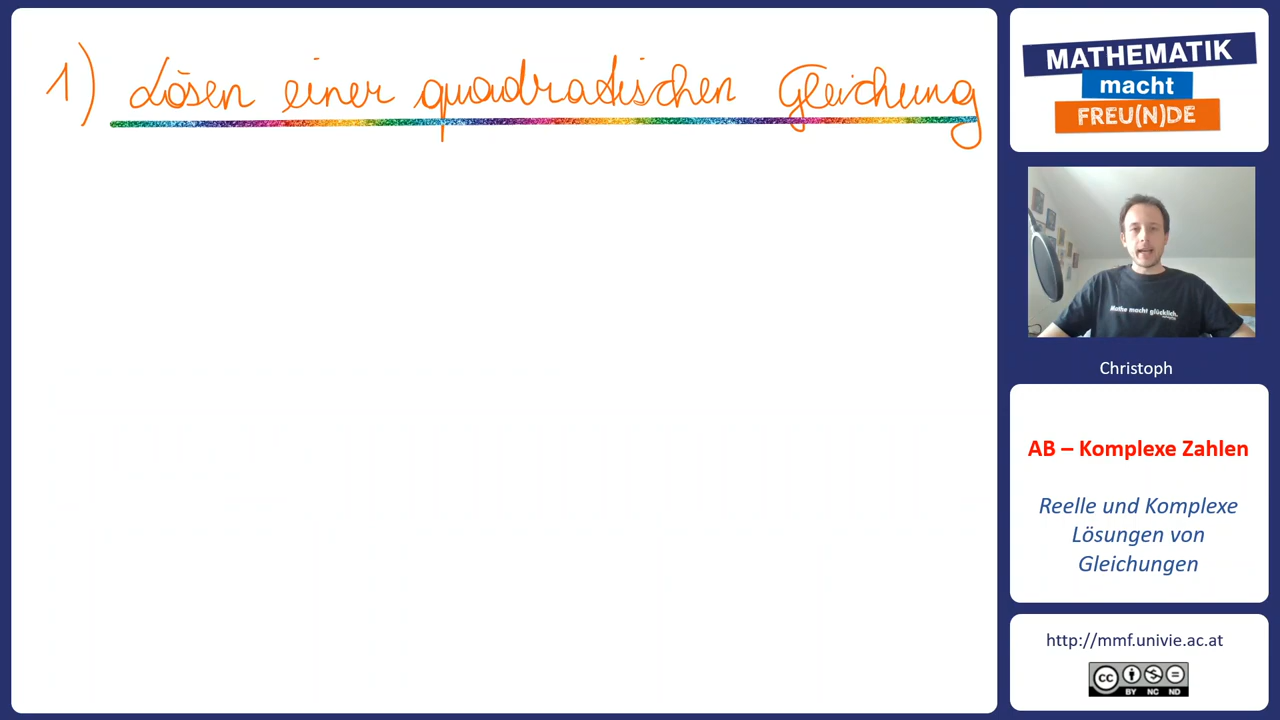 1) Lösen einer quadratischen Gleichung
MATHEMATIK
macht
FREU(N)DE
Mathe macht glücklich.
Christoph
AB – Komplexe Zahlen
Reelle und Komplexe
Lösungen von
Gleichungen
http://mmf.univie.ac.at
cc
BY NC ND